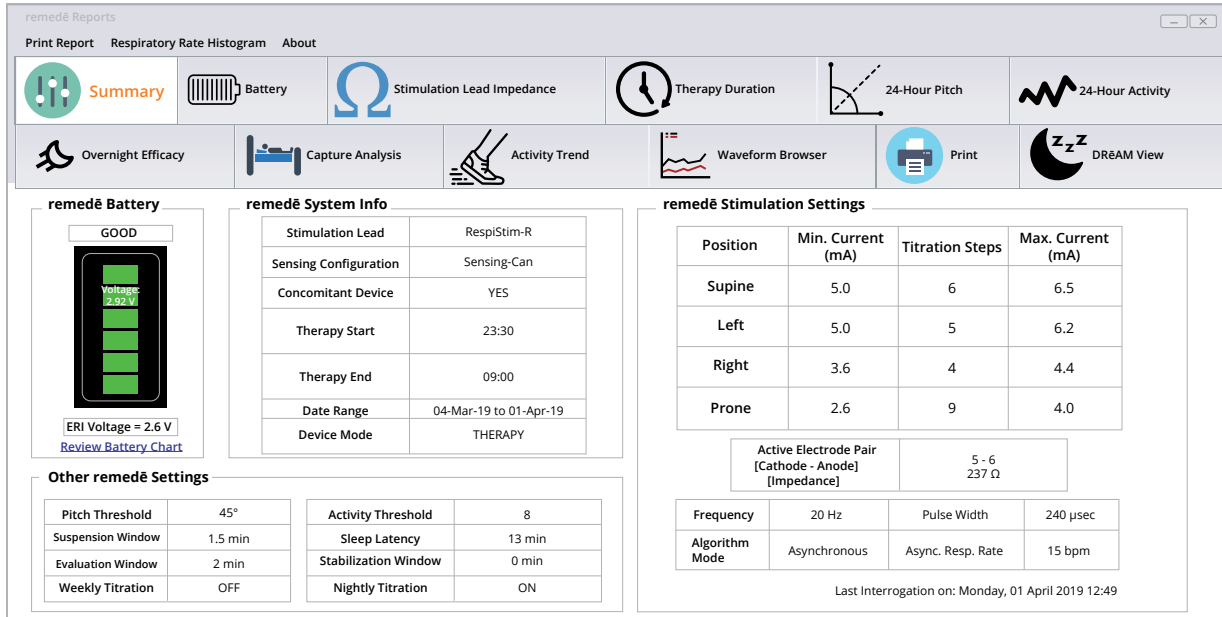 remedē Reports
Print Report Respiratory Rate Histogram About
Summary
Battery
Stimulation Lead Impedance
Therapy Duration
24-Hour Pitch
24-Hour Activity
Overnight Efficacy
Capture Analysis
Activity Trend
Waveform Browser
Print
zzZ
DRēAM View
remedē Battery
GOOD
Voltage:
2.92 V
ERI Voltage = 2.6 V
Review Battery Chart
remedē System Info
Stimulation Lead RespiStim-R
Sensing Configuration Sensing-Can
Concomitant Device YES
Therapy Start 23:30
Therapy End 09:00
Date Range 04-Mar-19 to 01-Apr-19
Device Mode THERAPY
Other remedē Settings
Pitch Threshold 45°
Suspension Window 1.5 min
Evaluation Window 2 min
Weekly Titration OFF
Activity Threshold 8
Sleep Latency 13 min
Stabilization Window 0 min
Nightly Titration ON
remedē Stimulation Settings
Position Min. Current (mA) Titration Steps Max. Current (mA)
Supine 5.0 6 6.5
Left 5.0 5 6.2
Right 3.6 4 4.4
Prone 2.6 9 4.0
Active Electrode Pair
[Cathode - Anode]
[Impedance]
5 - 6
237 Ω
Frequency 20 Hz Pulse Width 240 μsec
Algorithm Mode Asynchronous Async. Resp. Rate 15 bpm
Last Interrogation on: Monday, 01 April 2019 12:49